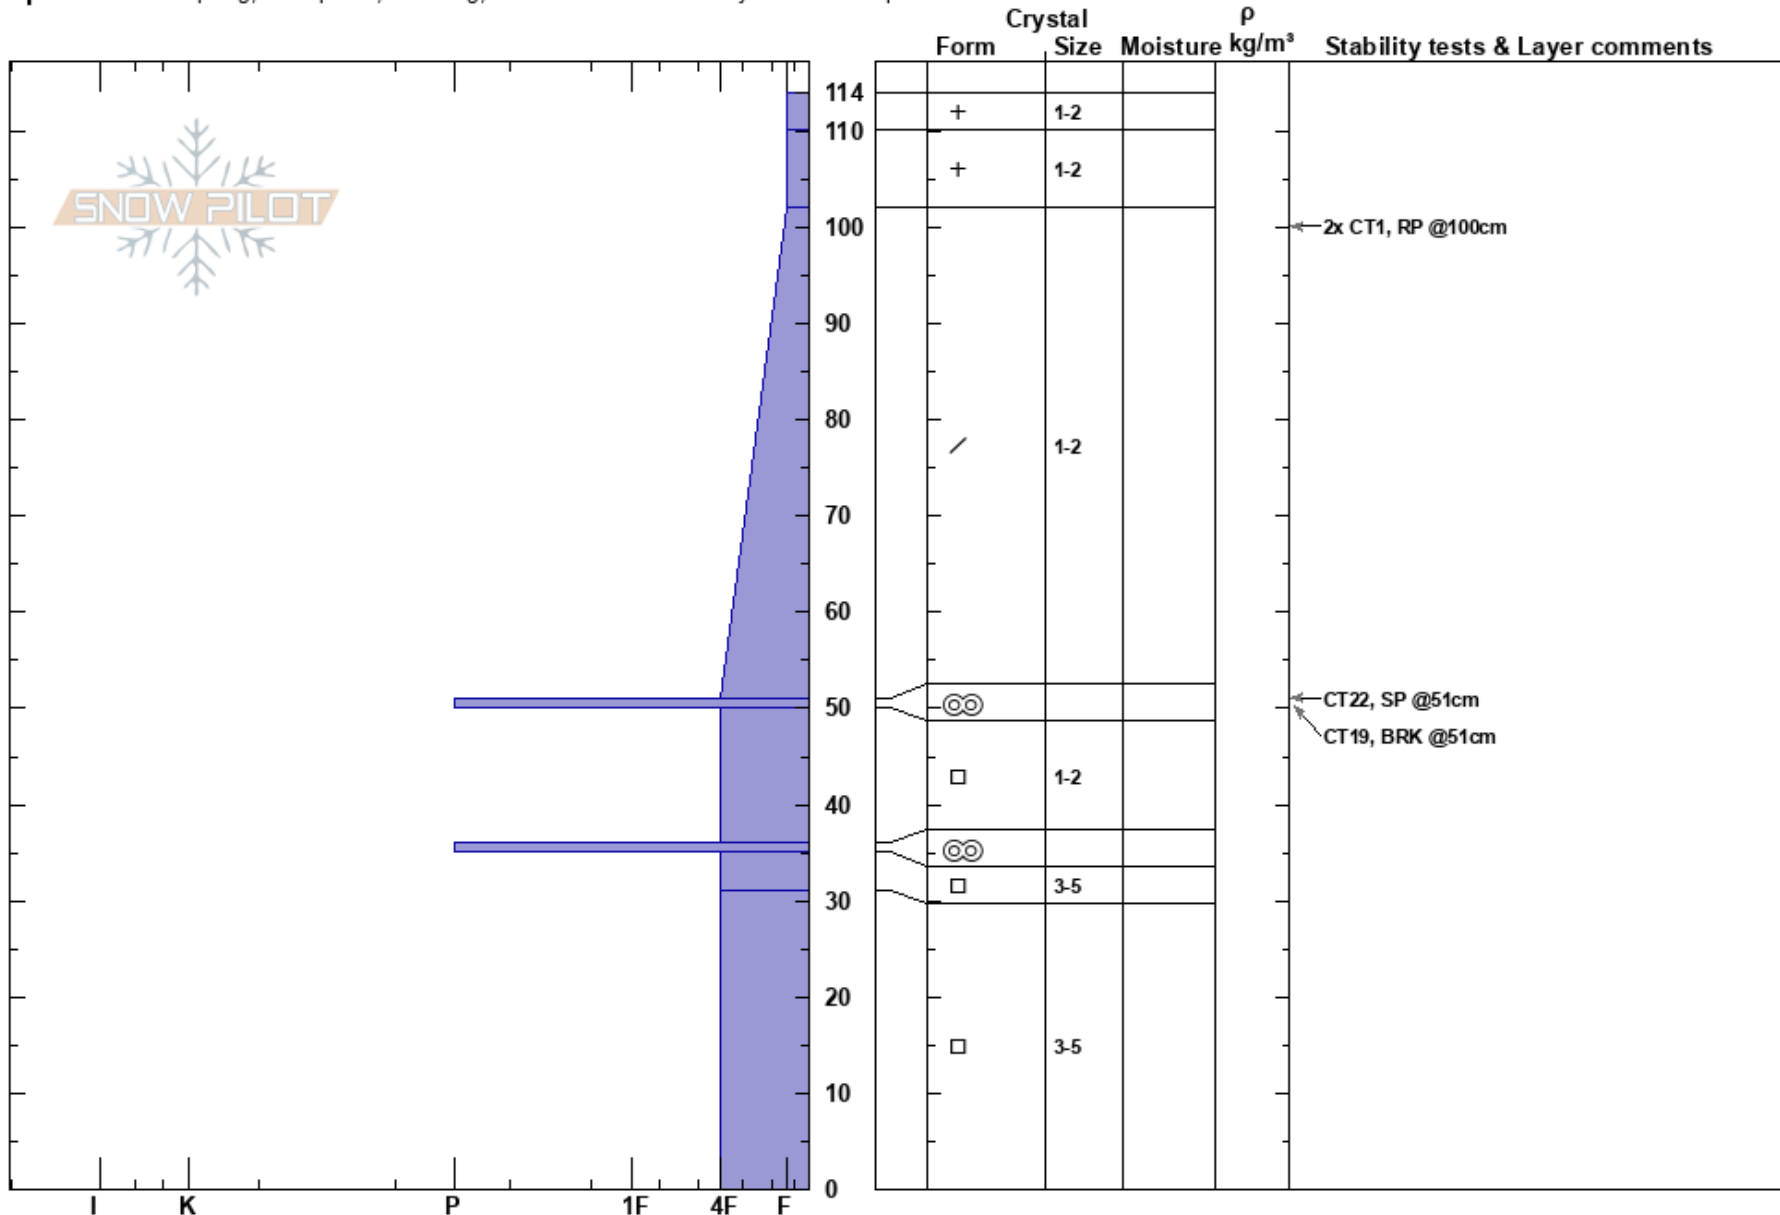 Crystal
ρ
Form Size Moisture kg/m³ Stability tests & Layer comments
SNOW PILOT
114
+ 1-2
110
+ 1-2
100 2x CT1, RP @100cm
90
80
1-2
70
60
CT22, SP @51cm
50
CT19, BRK @51cm
1-2
40
3-5
30
20
3-5
10
0
I K P 1F 4F F